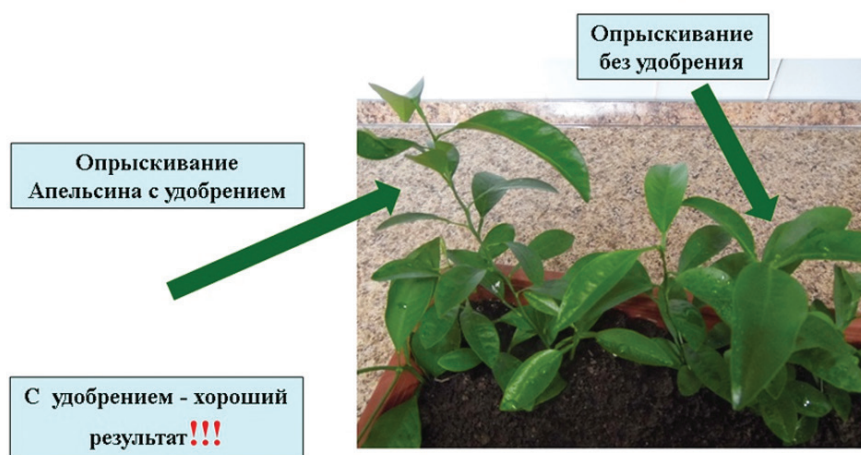 Опрыскивание
без удобрения
Опрыскивание
Апельсина с удобрением
С удобрением - хороший
результат!!!